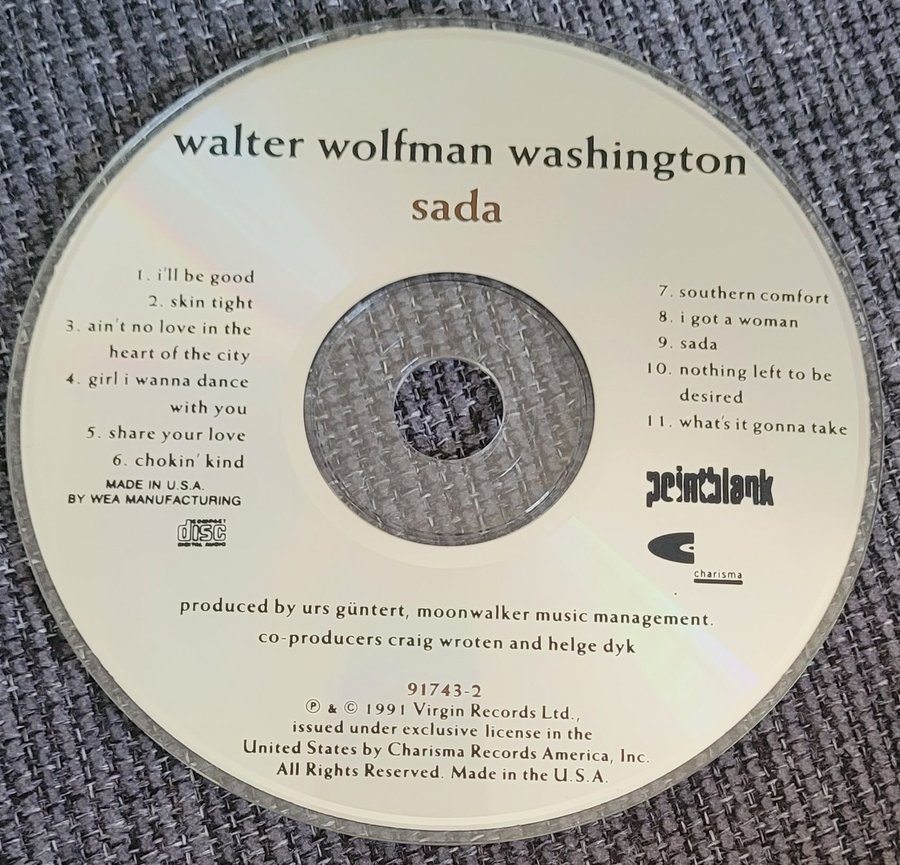 walter wolfman washington
sada
1. i'll be good
2. skin tight
3. ain't no love in the
heart of the city
4. girl i wanna dance
with you
5. share your love
6. chokin' kind
MADE IN U.S.A.
BY WEA MANUFACTURING
COMPACT
disc
DIGITAL AUDIO
7. southern comfort
8. i got a woman
9. sada
10. nothing left to be
desired
11. what's it gonna take
pointblank
charisma
produced by urs güntert, moonwalker music management.
co-producers craig wroten and helge dyk
91743-2
℗ & © 1991 Virgin Records Ltd.,
issued under exclusive license in the
United States by Charisma Records America, Inc.
All Rights Reserved. Made in the U.S.A.